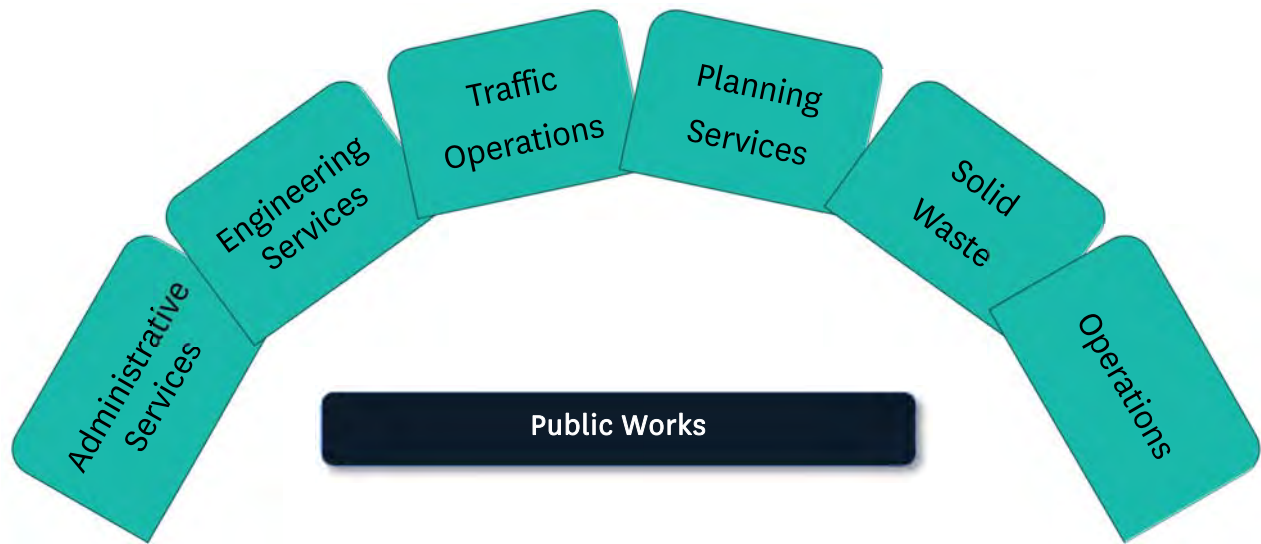 Administrative
Services
Engineering
Services
Traffic
Operations
Planning
Services
Solid
Waste
Operations
Public Works